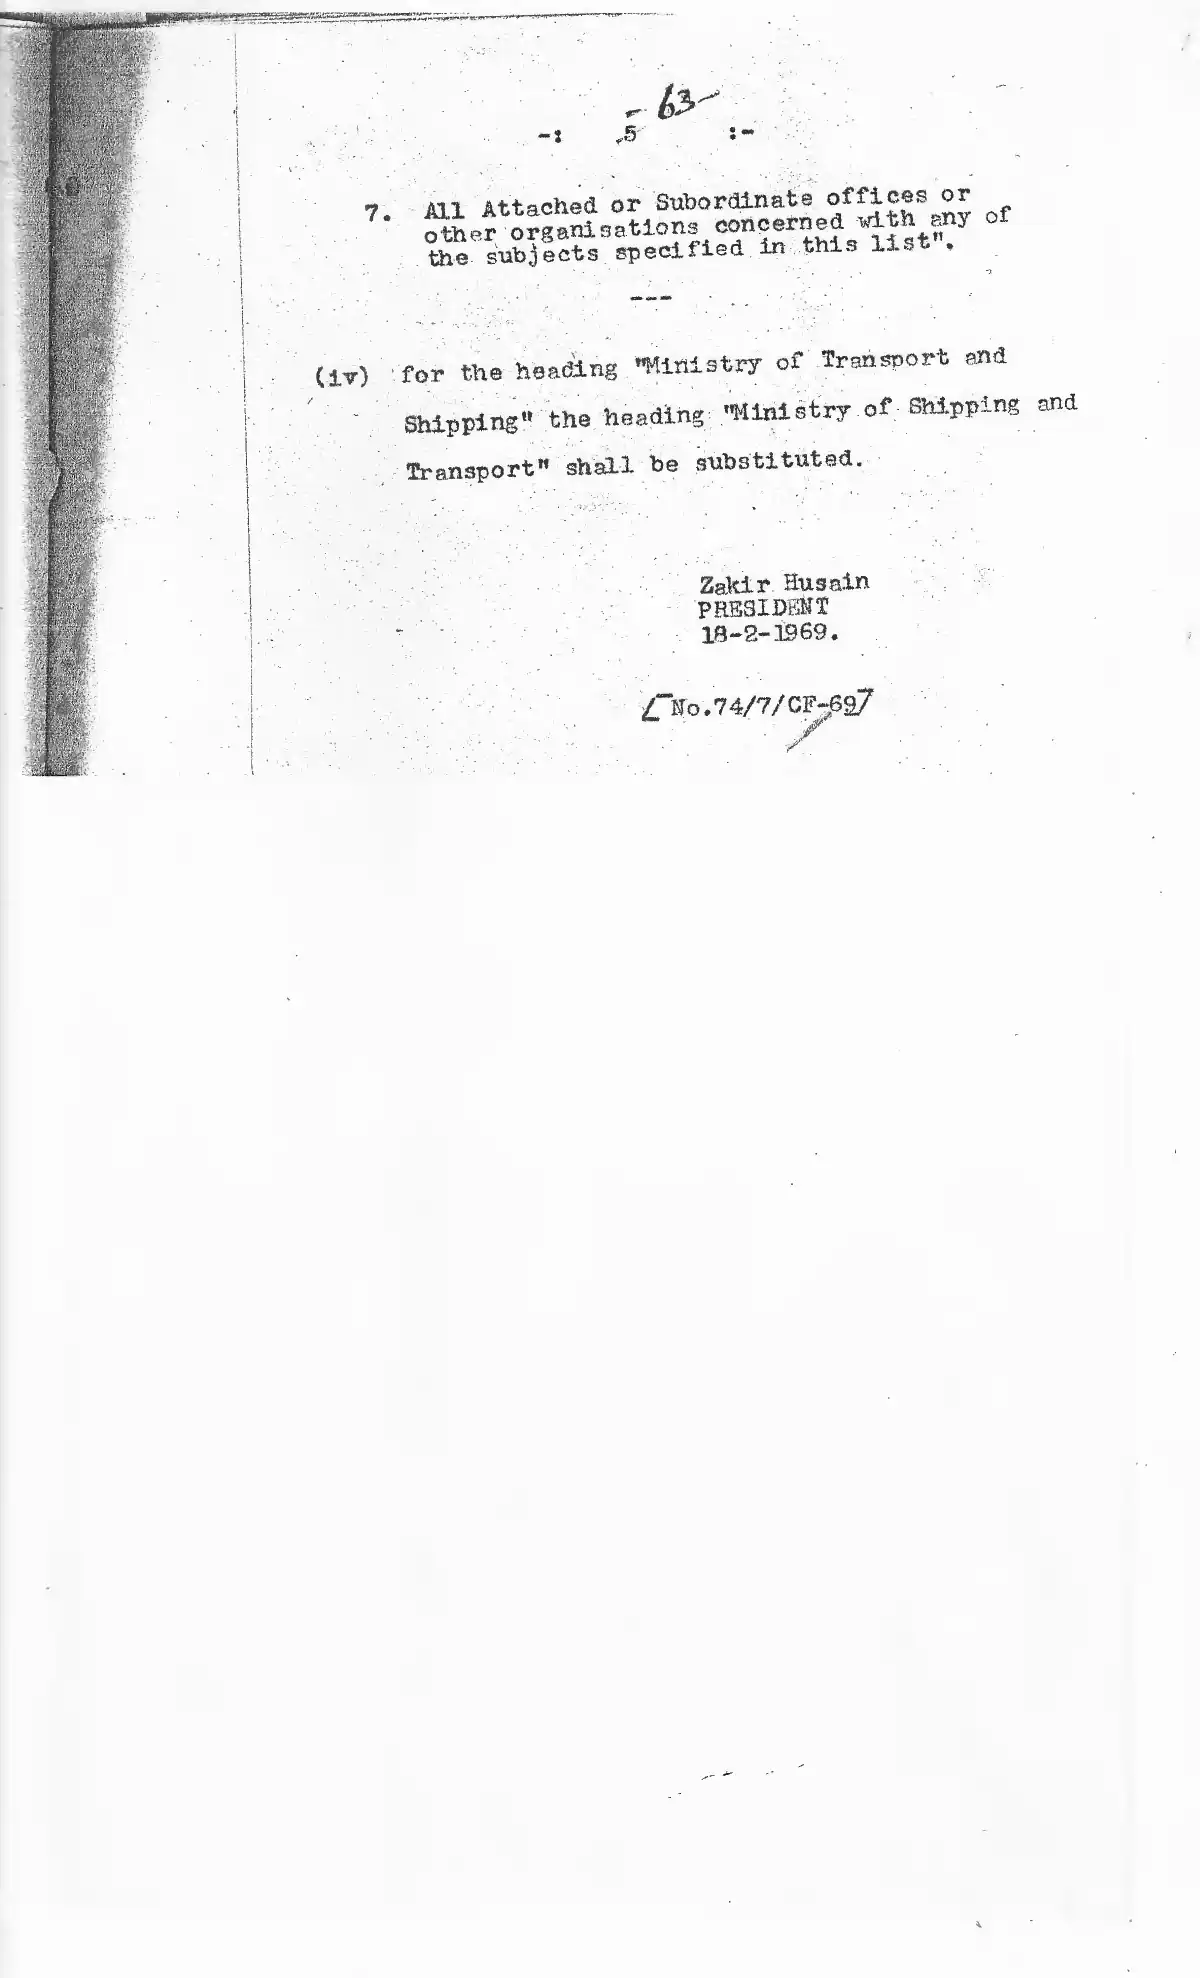 - 63 -
-: 5 :-
7. All Attached or Subordinate offices or
other organisations concerned with any of
the subjects specified in this list".
---
(iv) for the heading "Ministry of Transport and
Shipping" the heading "Ministry of Shipping and
Transport" shall be substituted.
Zakir Husain
PRESIDENT
18-2-1969.
[No.74/7/CF-69]